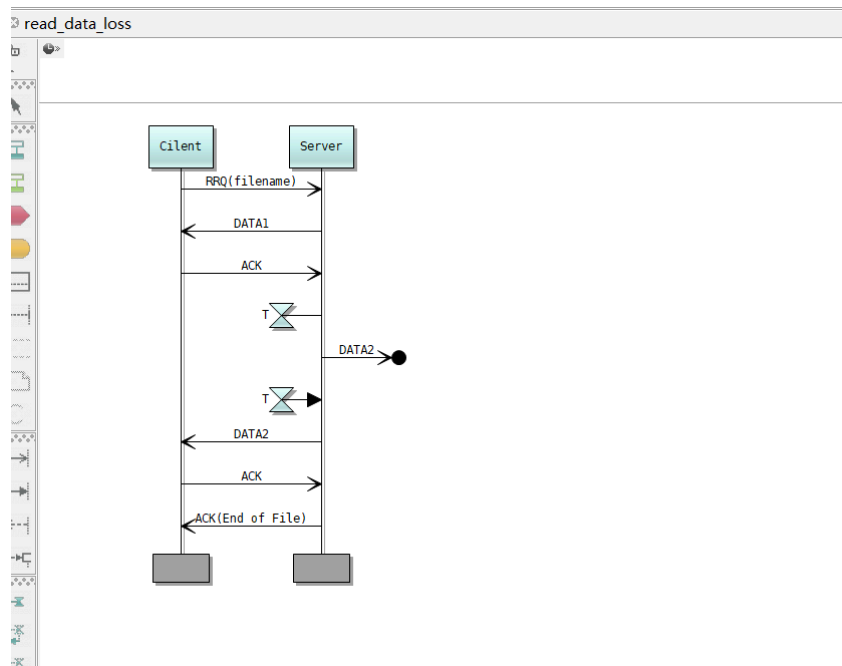 read_data_loss
Cilent
Server
RRQ(filename)
DATA1
ACK
T
DATA2
T
DATA2
ACK
ACK(End of File)